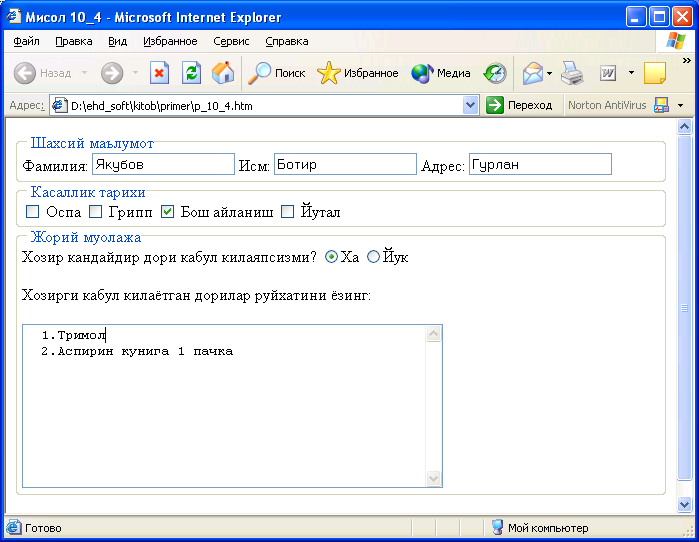 Мисол 10_4 - Microsoft Internet Explorer
Файл Правка Вид Избранное Сервис Справка
Назад Поиск Избранное Медиа W »
Адрес: D:\ehd_soft\kitob\primer\p_10_4.htm Переход Norton AntiVirus
Шахсий маълумот
Фамилия: Якубов Исм: Ботир Адрес: Гурлан
Касаллик тарихи
Оспа Грипп Бош айланиш Йутал
Жорий муолажа
Хозир кандайдир дори кабул килаяпсизми? Ха Йук
Хозирги кабул килаётган дорилар руйхатини ёзинг:
1.Тримол
2.Аспирин кунига 1 пачка
Готово Мой компьютер